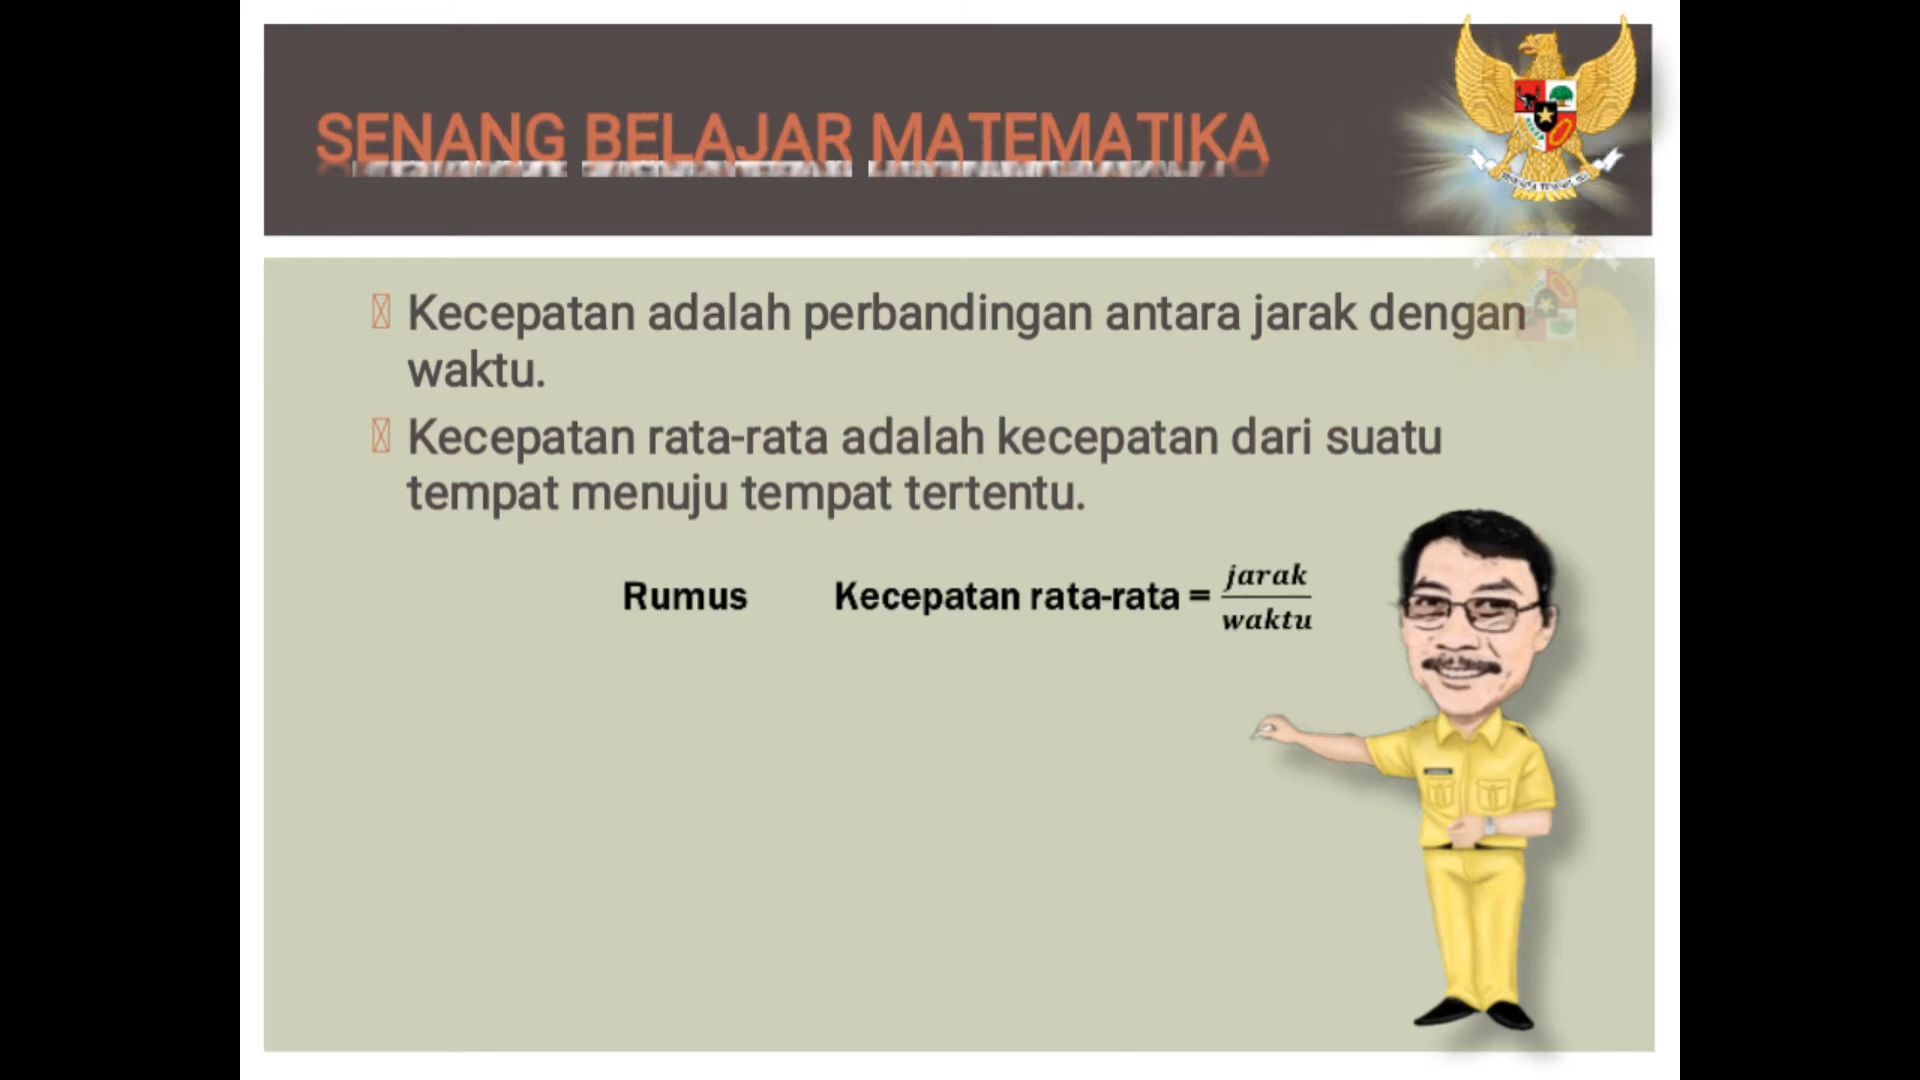 SENANG BELAJAR MATEMATIKA
Kecepatan adalah perbandingan antara jarak dengan
waktu.
Kecepatan rata-rata adalah kecepatan dari suatu
tempat menuju tempat tertentu.
Rumus Kecepatan rata-rata = jarak
waktu